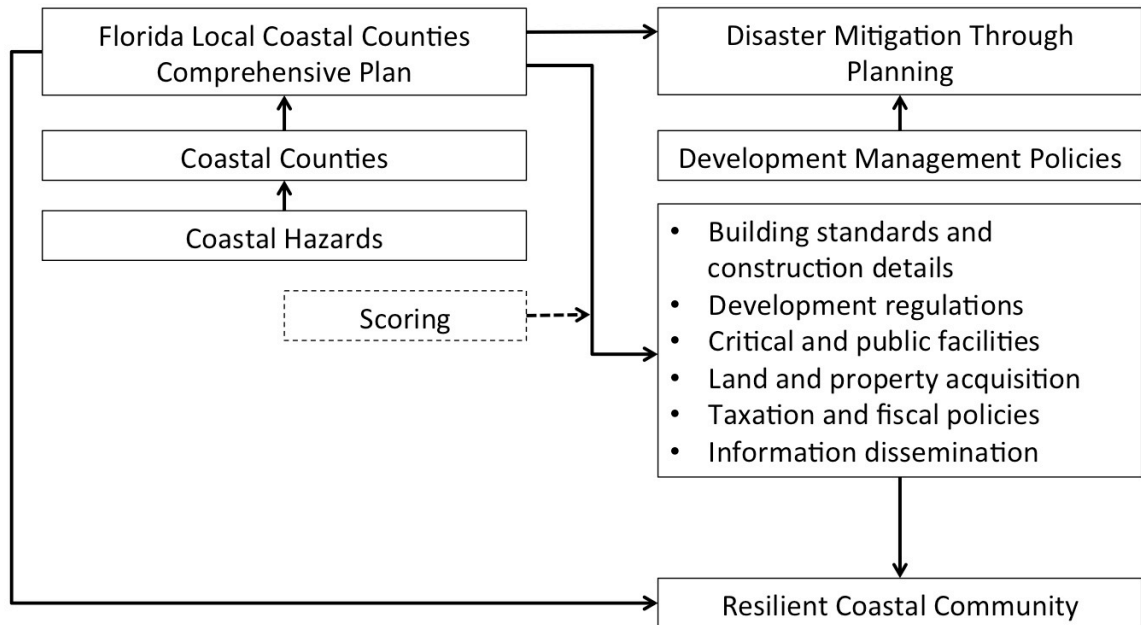 Florida Local Coastal Counties
Comprehensive Plan
Coastal Counties
Coastal Hazards
Scoring
Disaster Mitigation Through
Planning
Development Management Policies
• Building standards and
construction details
• Development regulations
• Critical and public facilities
• Land and property acquisition
• Taxation and fiscal policies
• Information dissemination
Resilient Coastal Community